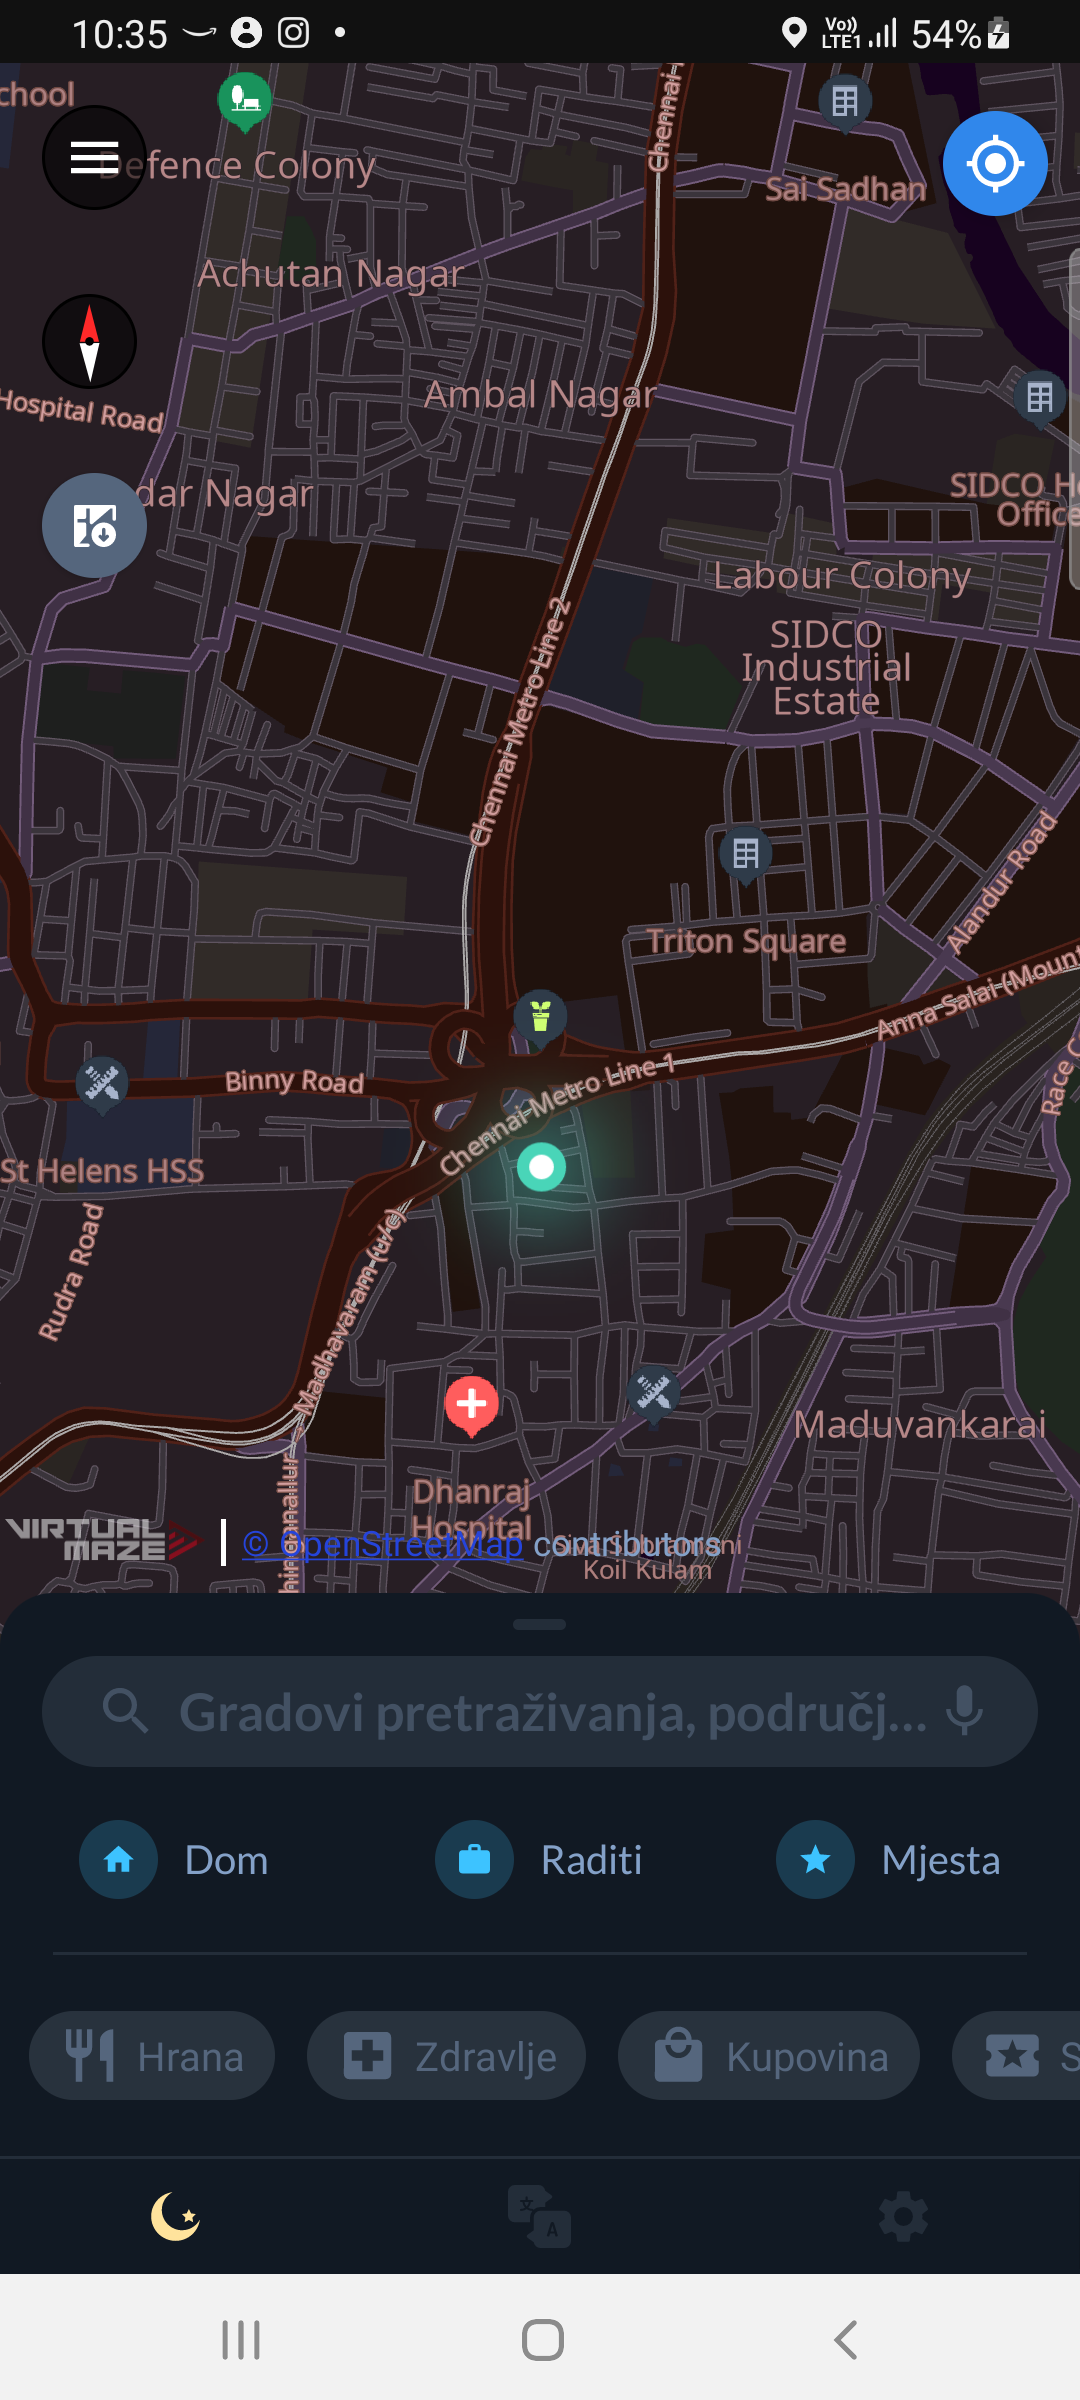 10:35
Vo)) LTE1
54%
chool
Defence Colony
Chennai
Sai Sadhan
Achutan Nagar
Ambal Nagar
Hospital Road
dar Nagar
SIDCO H
Office
Labour Colony
SIDCO
Industrial
Estate
Chennai Metro Line 2
Triton Square
Alandur Road
Anna Salai (Mount
Binny Road
Chennai Metro Line 1
Race C
St Helens HSS
Rudra Road
Madhavaram (u/c)
Maduvankarai
Dhanraj
Hospital
hinganallur
VIRTUAL
MAZE
© OpenStreetMap contributors
Koil Kulam
Gradovi pretraživanja, područj...
Dom
Raditi
Mjesta
Hrana
Zdravlje
Kupovina
S
文
A